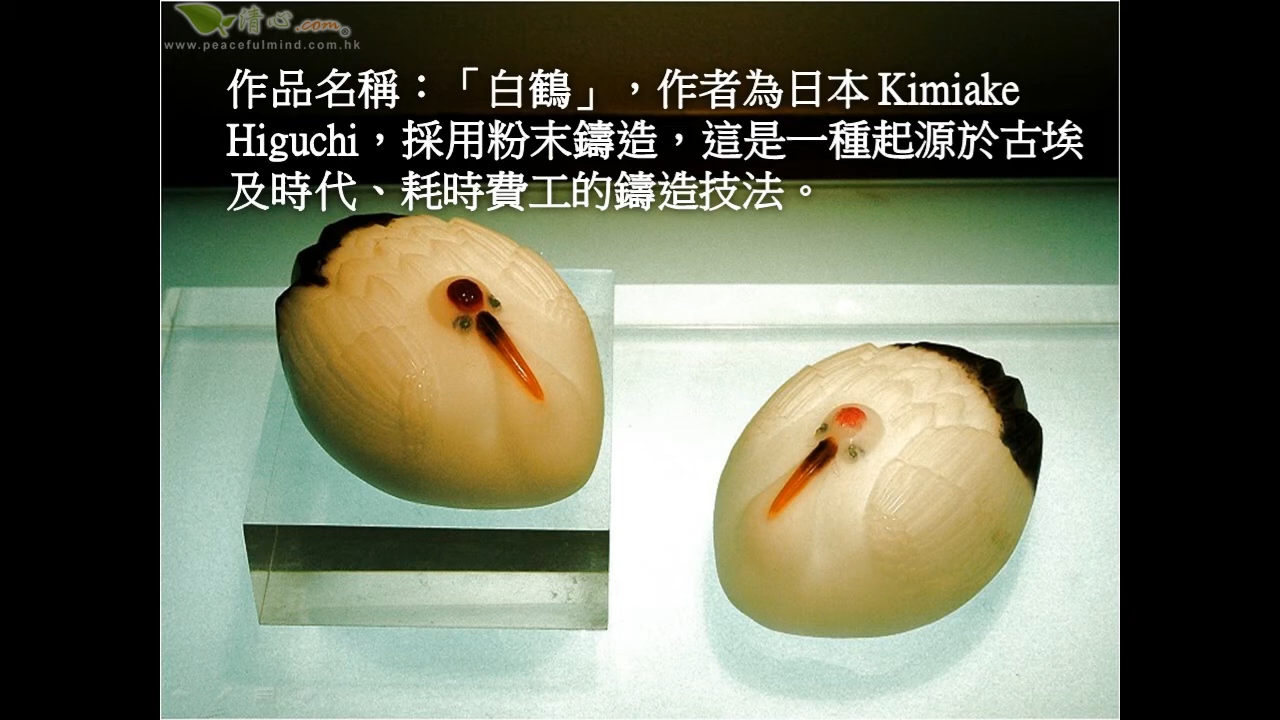 清心.com®
www.peacefulmind.com.hk
作品名稱：「白鶴」，作者為日本 Kimiake
Higuchi，採用粉末鑄造，這是一種起源於古埃
及時代、耗時費工的鑄造技法。